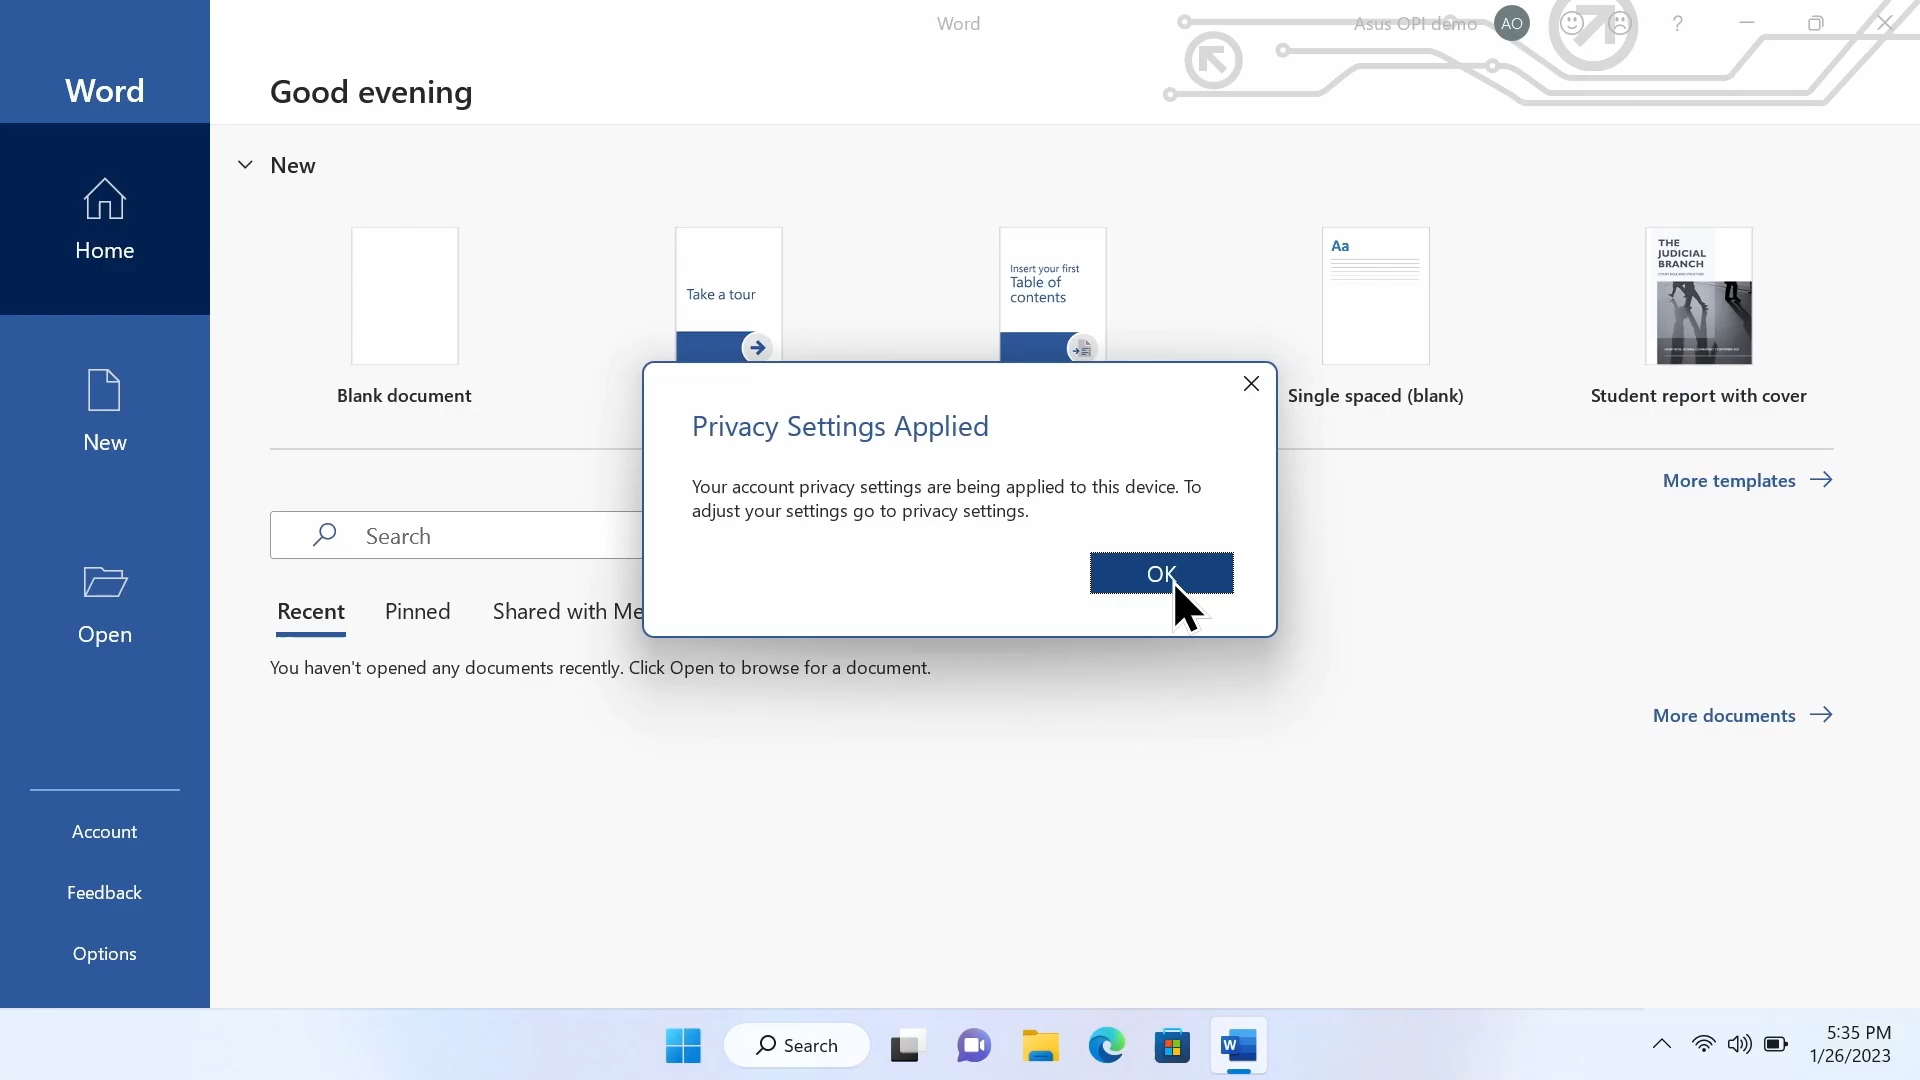 Word
Asus OPI demo
AO
?
Word
Good evening
Home
New
Open
Account
Feedback
Options
New
Take a tour
Insert your first
Table of
contents
Aa
THE
JUDICIAL
BRANCH
Blank document
Single spaced (blank)
Student report with cover
More templates
Search
Recent
Pinned
Shared with Me
You haven't opened any documents recently. Click Open to browse for a document.
More documents
Privacy Settings Applied
Your account privacy settings are being applied to this device. To
adjust your settings go to privacy settings.
OK
Search
W
5:35 PM
1/26/2023